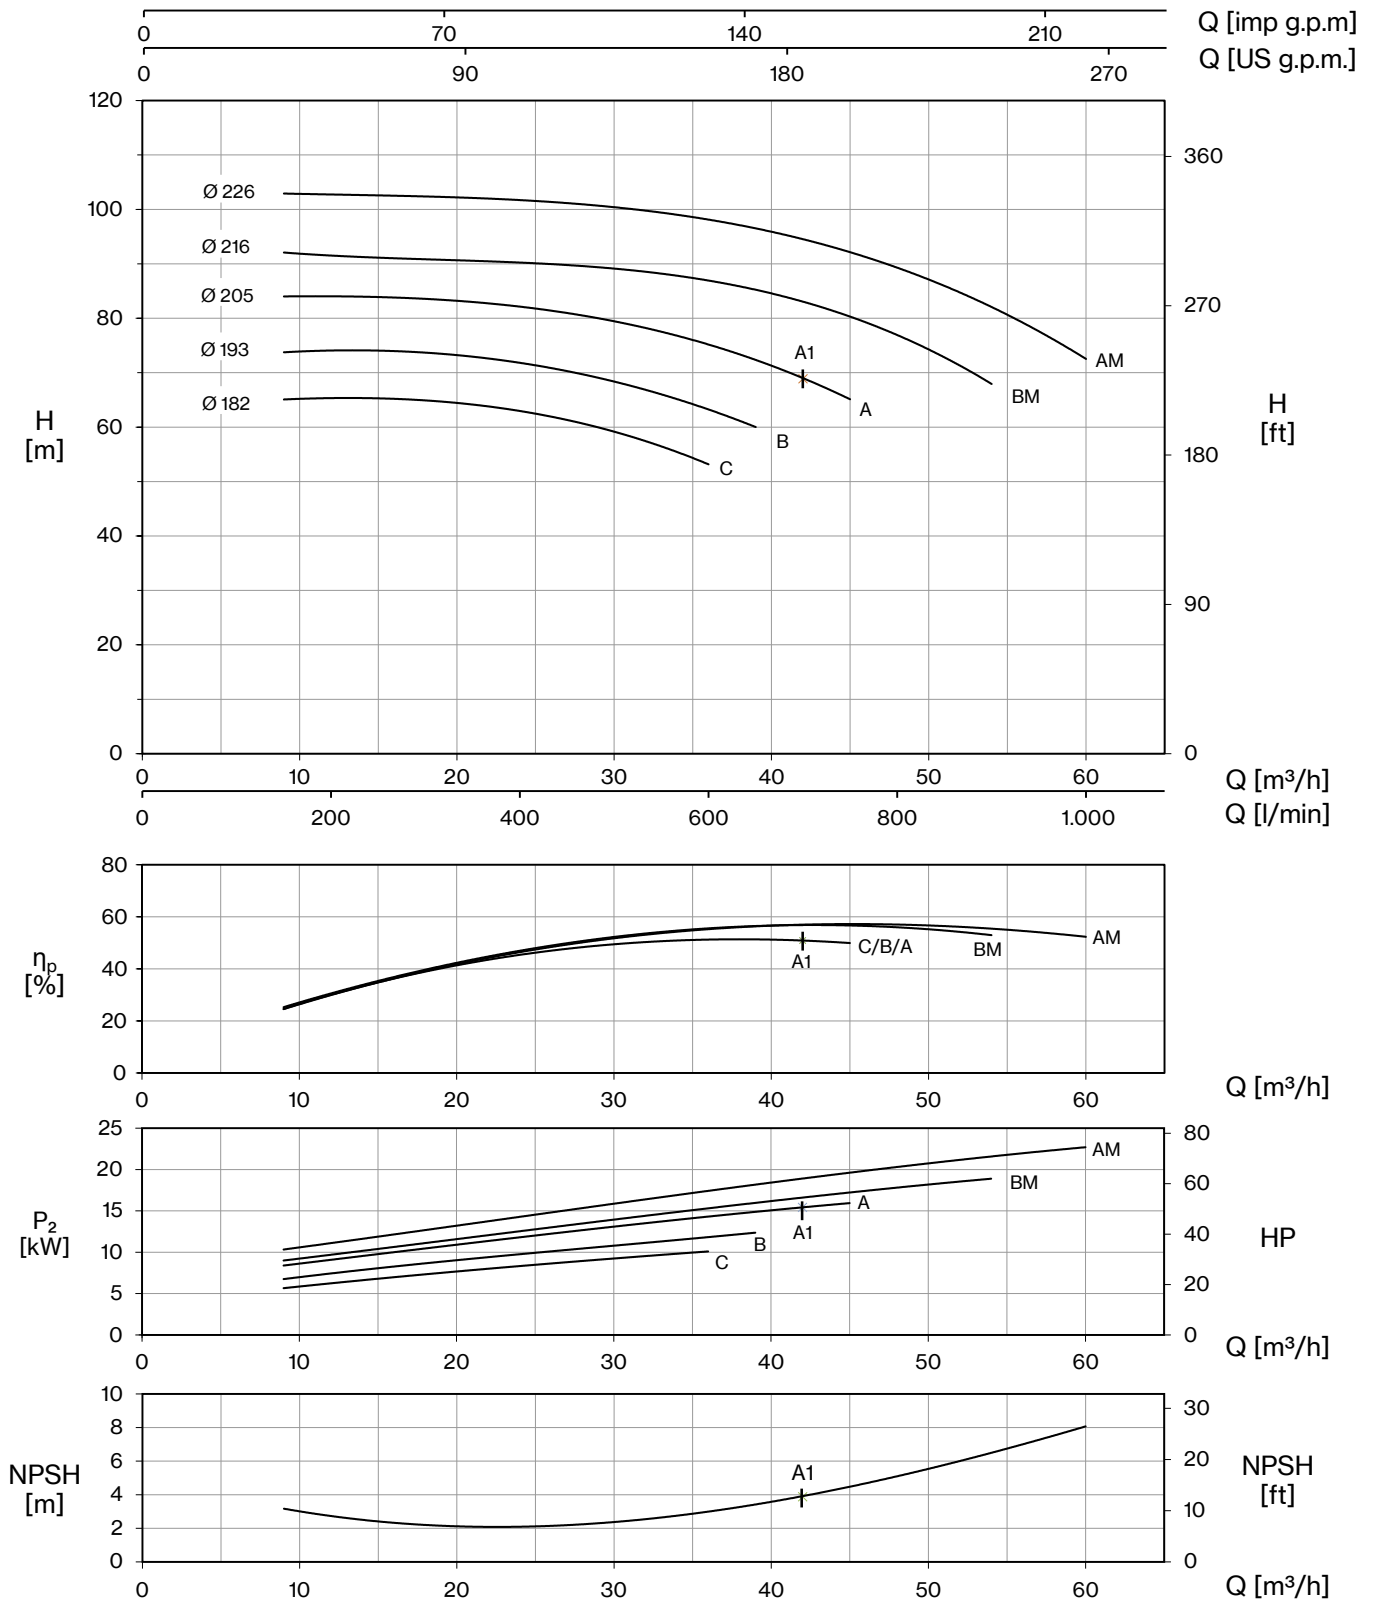 0 70 140 210 Q [imp g.p.m]
0 90 180 270 Q [US g.p.m.]
120
100
80
60
40
20
0
H
[m]
Ø 226
Ø 216
Ø 205
Ø 193
Ø 182
A1
AM
BM
A
B
C
360
270
180
90
0
H
[ft]
0 10 20 30 40 50 60 Q [m³/h]
0 200 400 600 800 1.000 Q [l/min]
80
60
40
20
0
ηp
[%]
A1
C/B/A
BM
AM
0 10 20 30 40 50 60 Q [m³/h]
25
20
15
10
5
0
P₂
[kW]
AM
BM
A
A1
B
C
80
60
40
20
0
HP
0 10 20 30 40 50 60 Q [m³/h]
10
8
6
4
2
0
NPSH
[m]
A1
30
20
10
0
NPSH
[ft]
0 10 20 30 40 50 60 Q [m³/h]